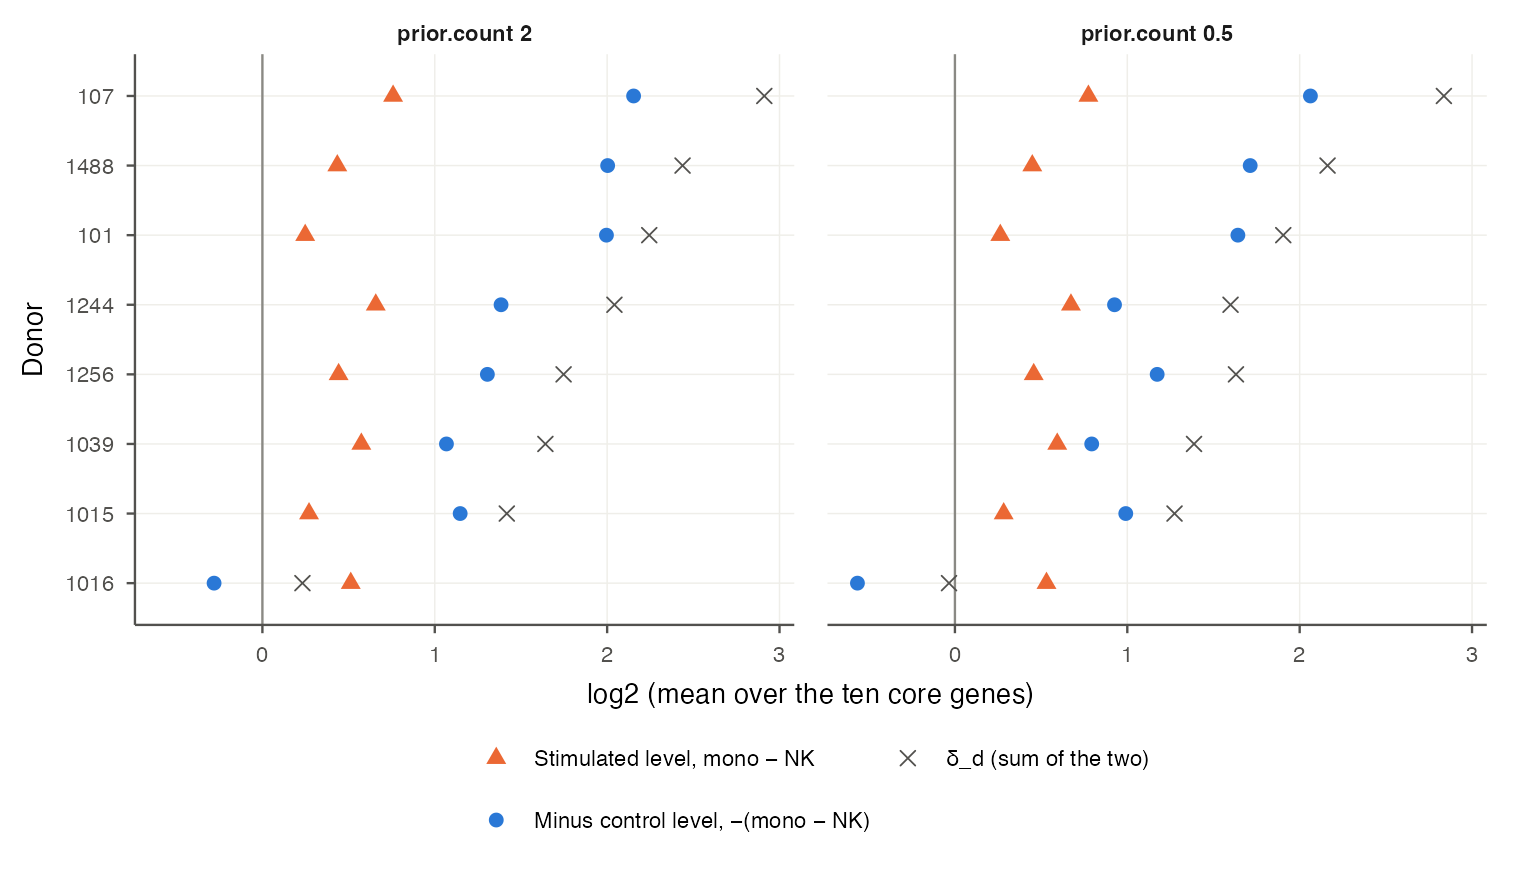 prior.count 2
prior.count 0.5
Donor
107
1488
101
1244
1256
1039
1015
1016
0 1 2 3
0 1 2 3
log2 (mean over the ten core genes)
Stimulated level, mono − NK
δ_d (sum of the two)
Minus control level, −(mono − NK)